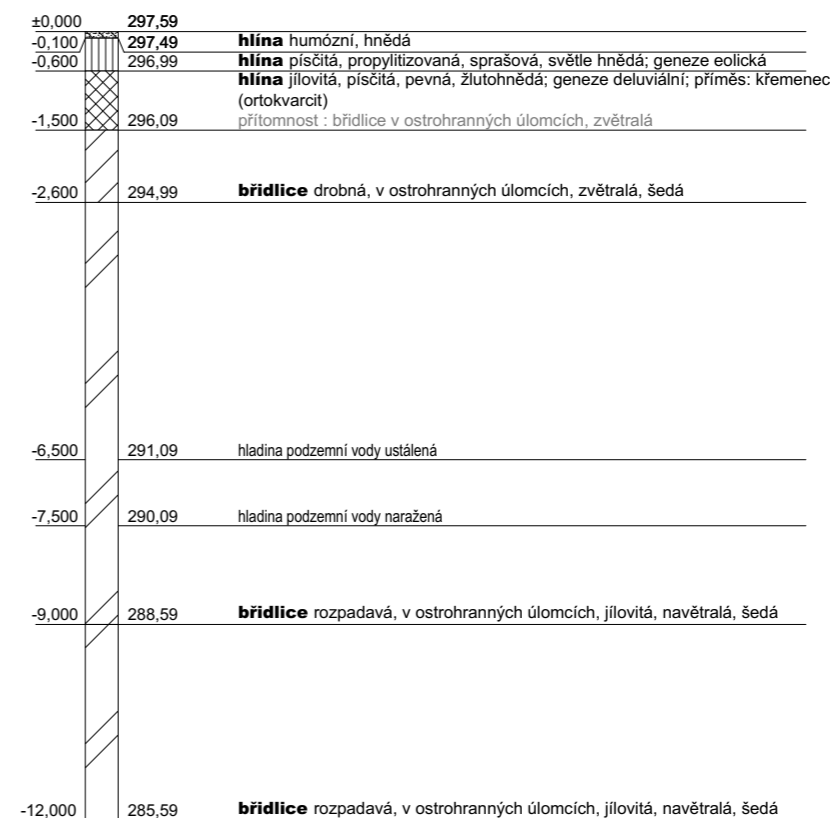 ±0,000 297,59
-0,100 297,49 hlína humózní, hnědá
-0,600 296,99 hlína písčitá, propylitizovaná, sprašová, světle hnědá; geneze eolická
hlína jílovitá, písčitá, pevná, žlutohnědá; geneze deluviální; příměs: křemenec
(ortokvarcit)
-1,500 296,09 přítomnost : břidlice v ostrohranných úlomcích, zvětralá
-2,600 294,99 břidlice drobná, v ostrohranných úlomcích, zvětralá, šedá
-6,500 291,09 hladina podzemní vody ustálená
-7,500 290,09 hladina podzemní vody naražená
-9,000 288,59 břidlice rozpadavá, v ostrohranných úlomcích, jílovitá, navětralá, šedá
-12,000 285,59 břidlice rozpadavá, v ostrohranných úlomcích, jílovitá, navětralá, šedá